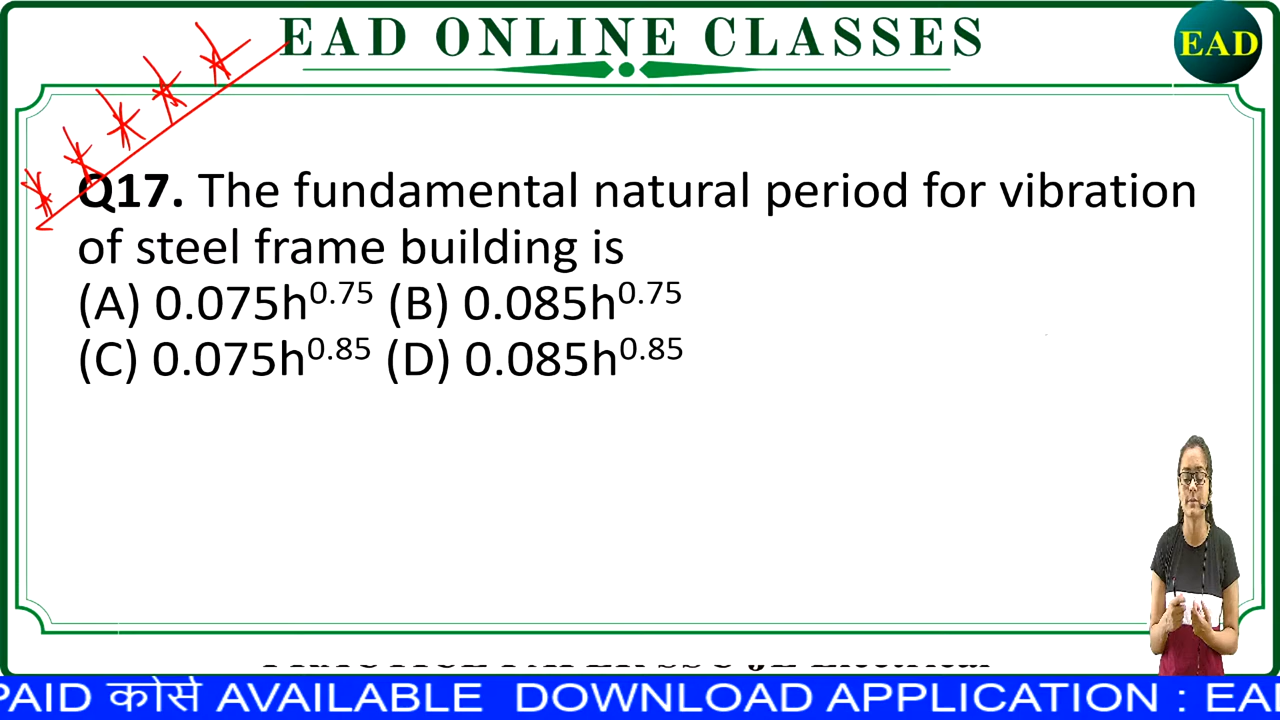 EAD ONLINE CLASSES
EAD
Q17. The fundamental natural period for vibration
of steel frame building is
(A) 0.075h^0.75 (B) 0.085h^0.75
(C) 0.075h^0.85 (D) 0.085h^0.85
PAID कोर्स AVAILABLE DOWNLOAD APPLICATION : EA